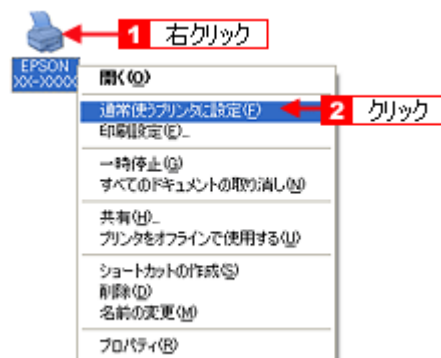 1 右クリック
EPSON
XX-XXXX
開く(O)
通常使うプリンタに設定(F)
2 クリック
印刷設定(E)...
一時停止(G)
すべてのドキュメントの取り消し(N)
共有(H)...
プリンタをオフラインで使用する(U)
ショートカットの作成(S)
削除(D)
名前の変更(M)
プロパティ(R)